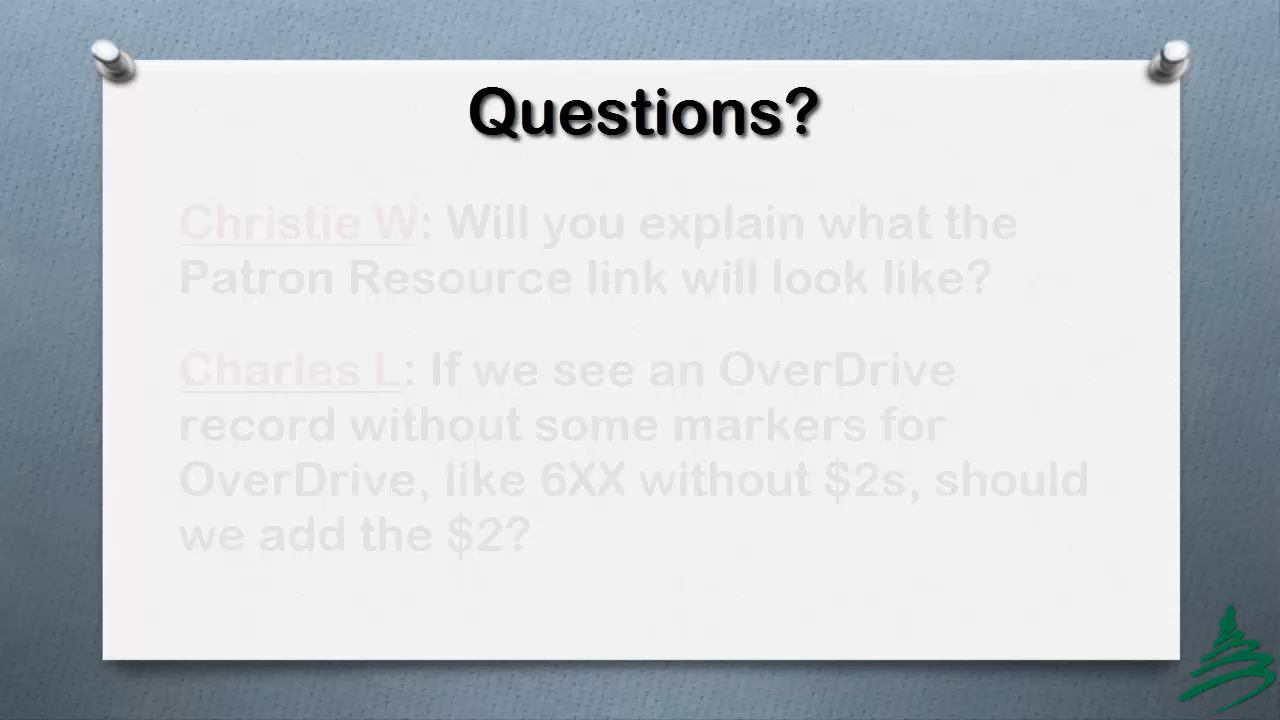 Questions?
Christie W: Will you explain what the
Patron Resource link will look like?
Charles L: If we see an OverDrive
record without some markers for
OverDrive, like 6XX without $2s, should
we add the $2?